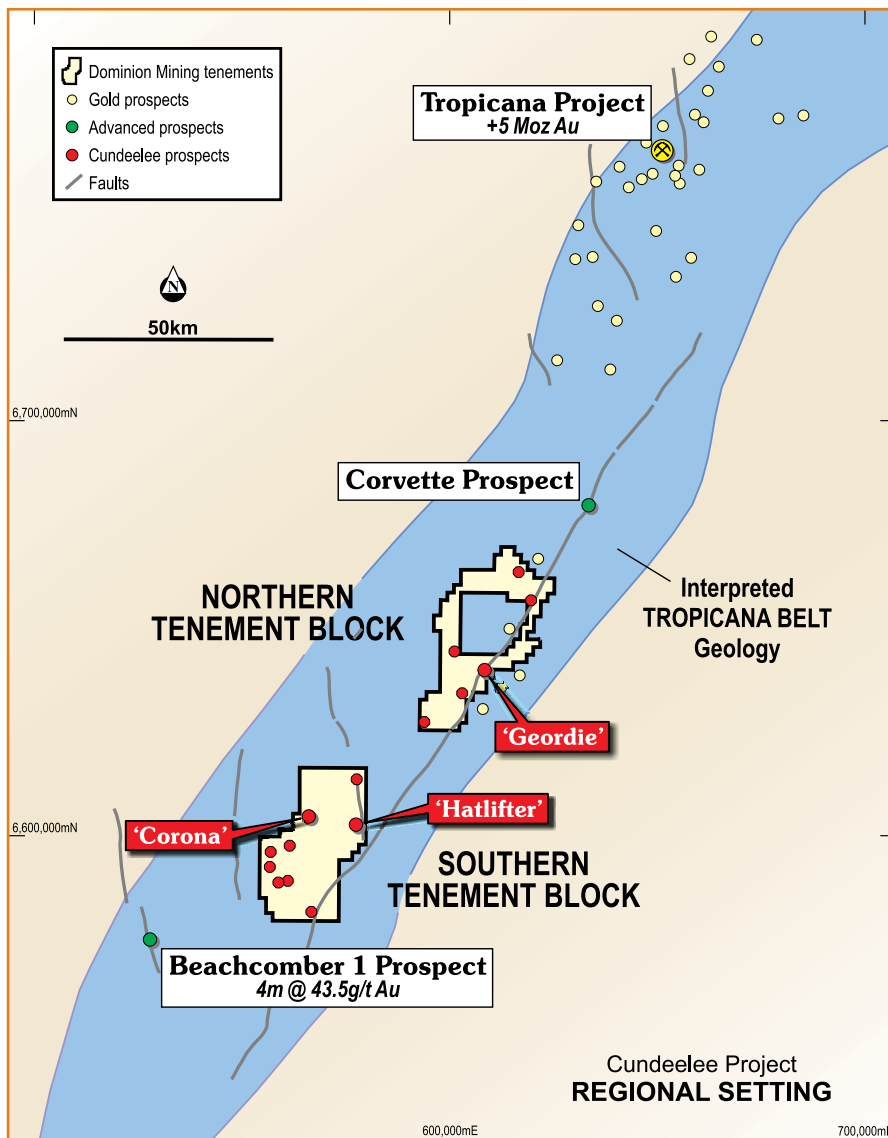 Dominion Mining tenements
Gold prospects
Advanced prospects
Cundeelee prospects
Faults
Tropicana Project
+5 Moz Au
N
50km
6,700,000mN
Corvette Prospect
NORTHERN
TENEMENT BLOCK
Interpreted
TROPICANA BELT
Geology
'Geordie'
'Hatlifter'
6,600,000mN
'Corona'
SOUTHERN
TENEMENT BLOCK
Beachcomber 1 Prospect
4m @ 43.5g/t Au
Cundeelee Project
REGIONAL SETTING
600,000mE
700,000m